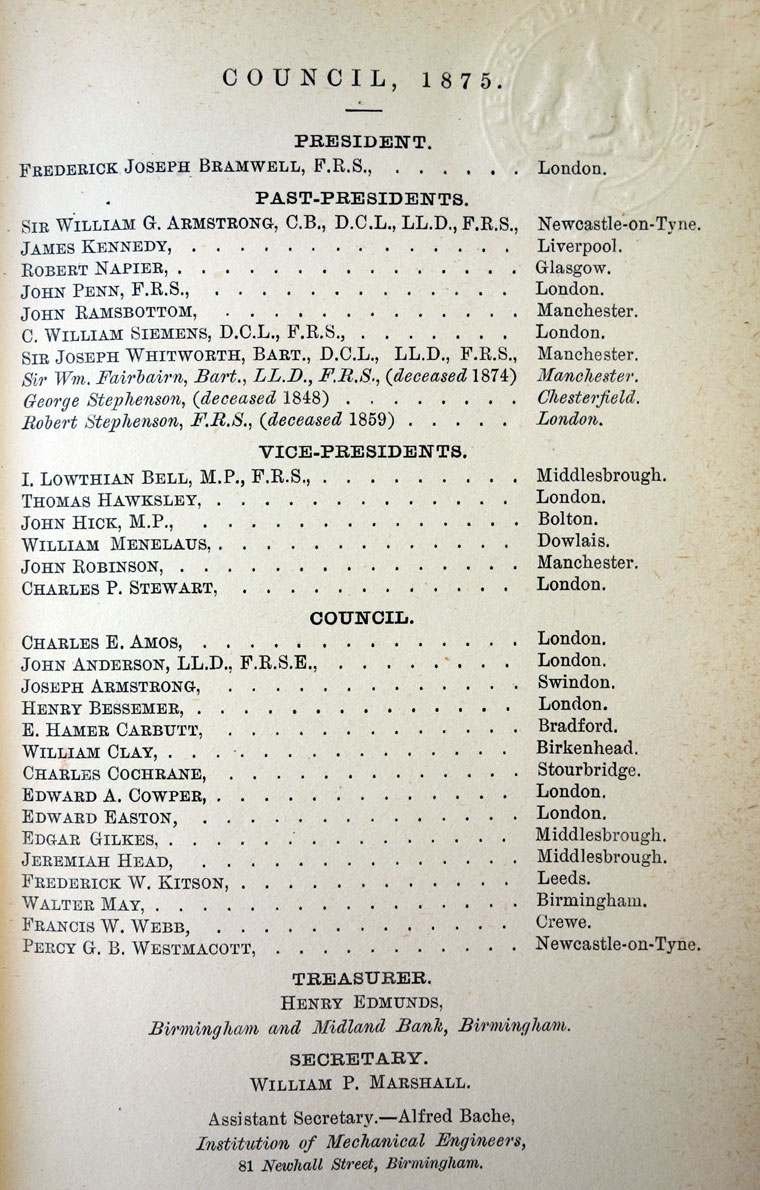 COUNCIL, 1875.
PRESIDENT.
FREDERICK JOSEPH BRAMWELL, F.R.S., . . . . . . London.
PAST-PRESIDENTS.
SIR WILLIAM G. ARMSTRONG, C.B., D.C.L., LL.D., F.R.S., Newcastle-on-Tyne.
JAMES KENNEDY, . . . . . . . . . . . . . Liverpool.
ROBERT NAPIER, . . . . . . . . . . . . . . Glasgow.
JOHN PENN, F.R.S., . . . . . . . . . . . . London.
JOHN RAMSBOTTOM, . . . . . . . . . . . . Manchester.
C. WILLIAM SIEMENS, D.C.L., F.R.S., . . . . . . . London.
SIR JOSEPH WHITWORTH, BART., D.C.L., LL.D., F.R.S., Manchester.
Sir Wm. Fairbairn, Bart., LL.D., F.R.S., (deceased 1874) Manchester.
George Stephenson, (deceased 1848) . . . . . . . . Chesterfield.
Robert Stephenson, F.R.S., (deceased 1859) . . . . . London.
VICE-PRESIDENTS.
I. LOWTHIAN BELL, M.P., F.R.S., . . . . . . . . . Middlesbrough.
THOMAS HAWKSLEY, . . . . . . . . . . . . London.
JOHN HICK, M.P., . . . . . . . . . . . . . Bolton.
WILLIAM MENELAUS, . . . . . . . . . . . . Dowlais.
JOHN ROBINSON, . . . . . . . . . . . . . . Manchester.
CHARLES P. STEWART, . . . . . . . . . . . London.
COUNCIL.
CHARLES E. AMOS, . . . . . . . . . . . . . London.
JOHN ANDERSON, LL.D., F.R.S.E., . . . . . . . . London.
JOSEPH ARMSTRONG, . . . . . . . . . . . . Swindon.
HENRY BESSEMER, . . . . . . . . . . . . . London.
E. HAMER CARBUTT, . . . . . . . . . . . . Bradford.
WILLIAM CLAY, . . . . . . . . . . . . . . Birkenhead.
CHARLES COCHRANE, . . . . . . . . . . . . Stourbridge.
EDWARD A. COWPER, . . . . . . . . . . . . London.
EDWARD EASTON, . . . . . . . . . . . . . London.
EDGAR GILKES, . . . . . . . . . . . . . . Middlesbrough.
JEREMIAH HEAD, . . . . . . . . . . . . . Middlesbrough.
FREDERICK W. KITSON, . . . . . . . . . . . Leeds.
WALTER MAY, . . . . . . . . . . . . . . . Birmingham.
FRANCIS W. WEBB, . . . . . . . . . . . . Crewe.
PERCY G. B. WESTMACOTT, . . . . . . . . . . Newcastle-on-Tyne.
TREASURER.
HENRY EDMUNDS,
Birmingham and Midland Bank, Birmingham.
SECRETARY.
WILLIAM P. MARSHALL.
Assistant Secretary.—Alfred Bache,
Institution of Mechanical Engineers,
81 Newhall Street, Birmingham.